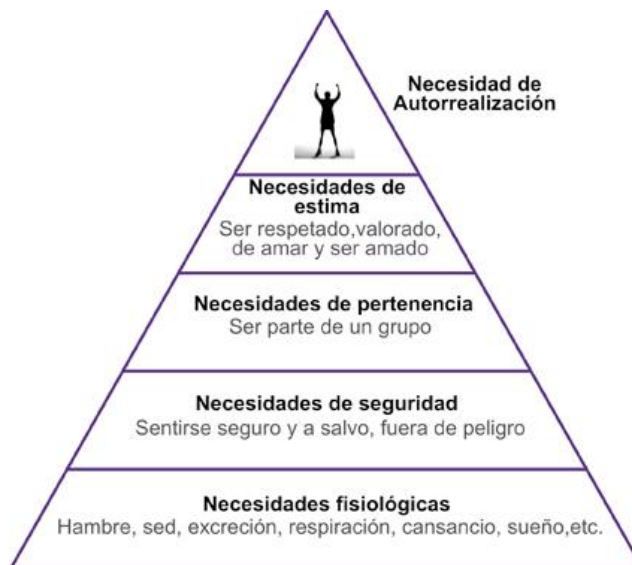 Necesidad de
Autorrealización
Necesidades de
estima
Ser respetado,valorado,
de amar y ser amado
Necesidades de pertenencia
Ser parte de un grupo
Necesidades de seguridad
Sentirse seguro y a salvo, fuera de peligro
Necesidades fisiológicas
Hambre, sed, excreción, respiración, cansancio, sueño,etc.